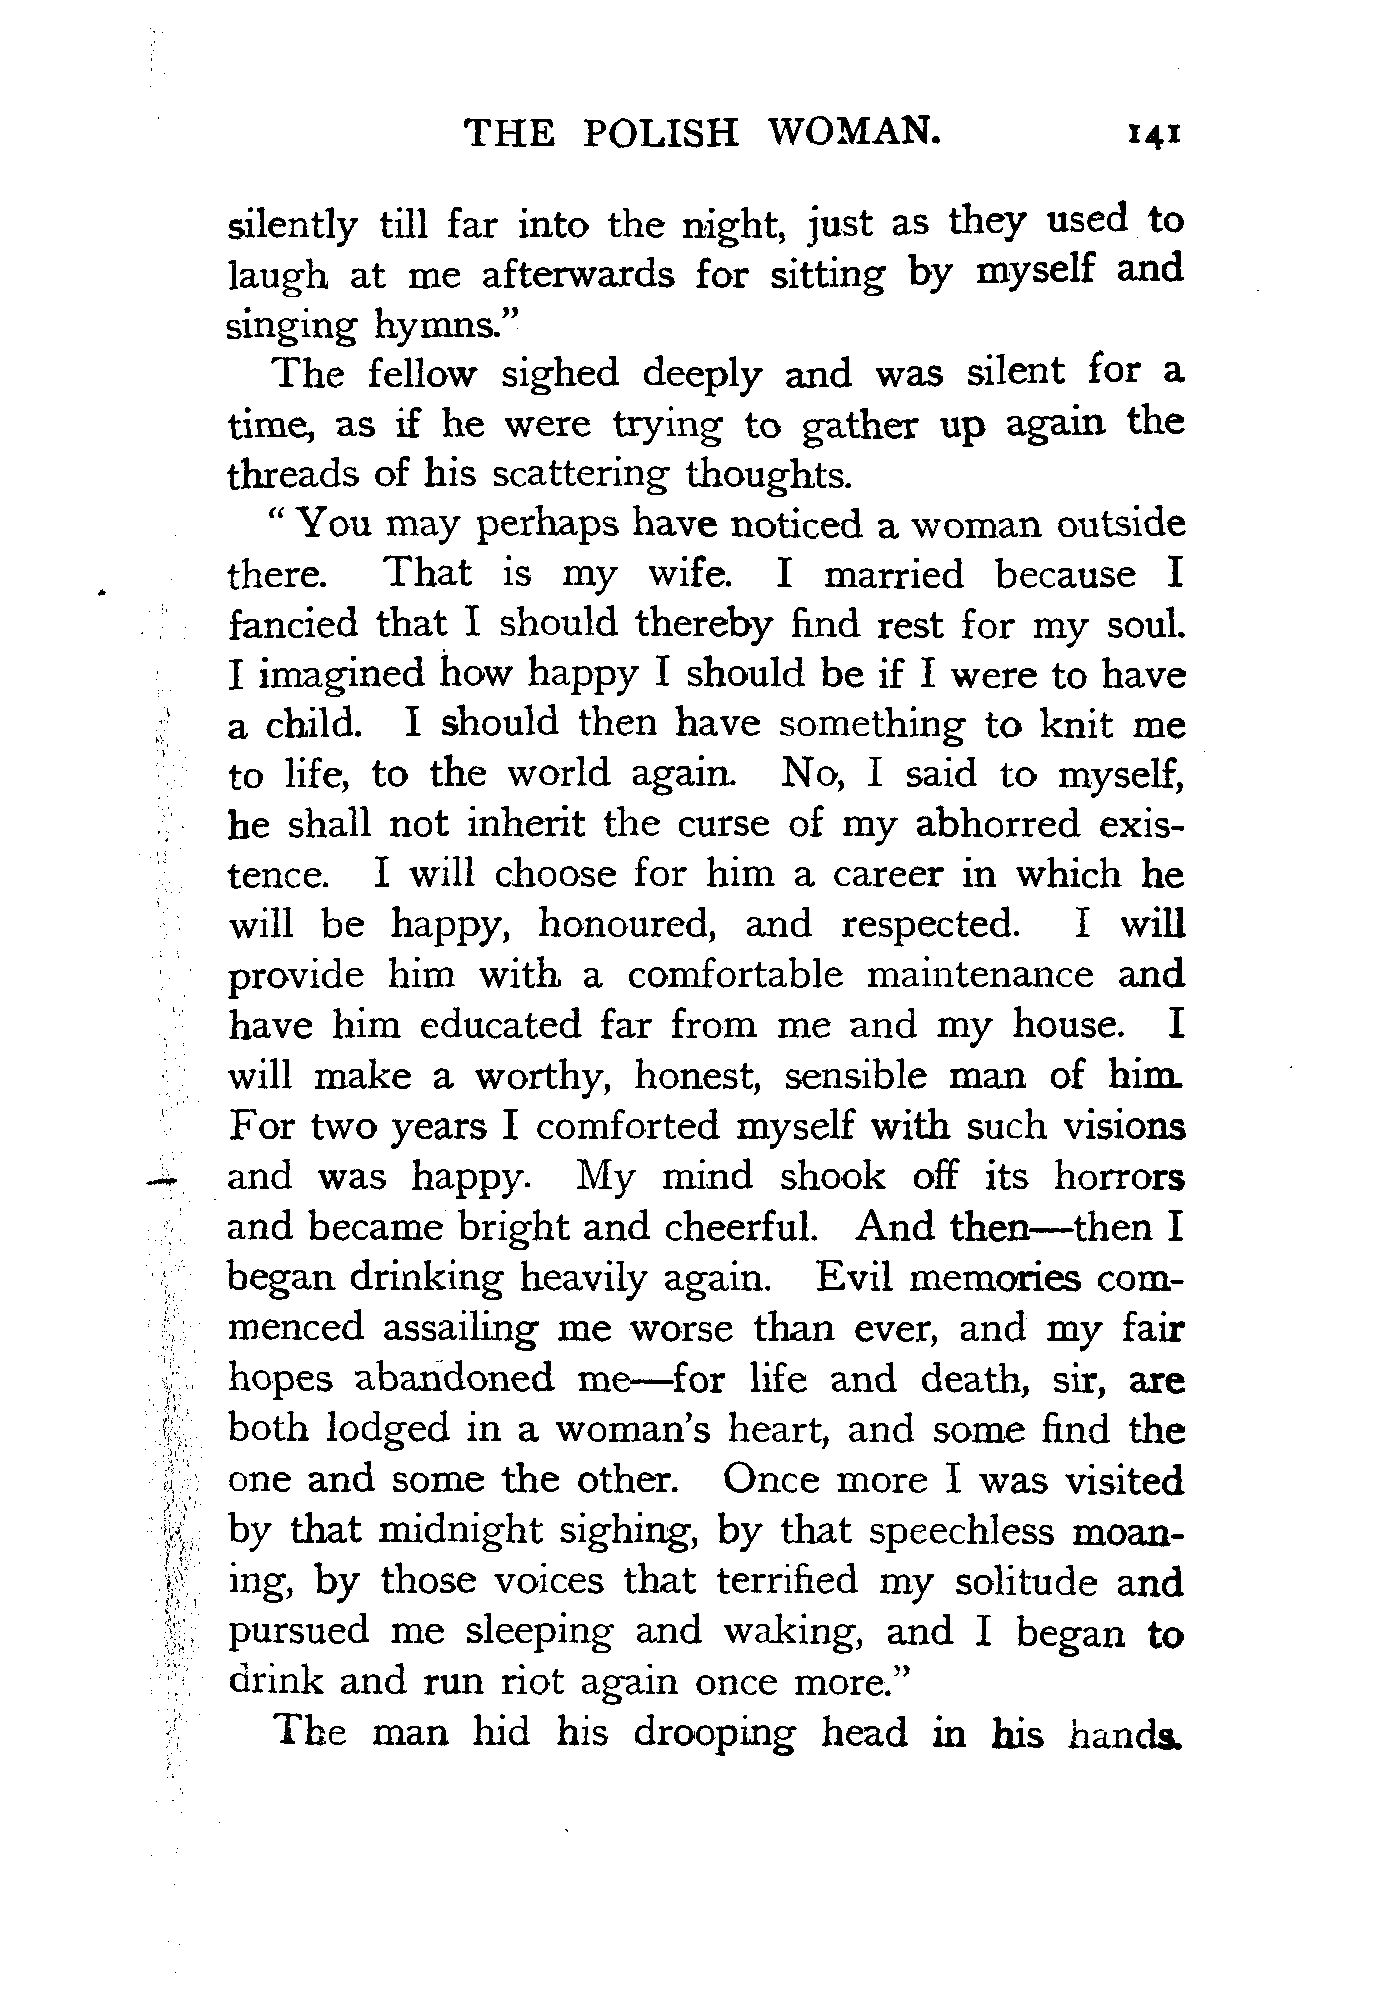 THE POLISH WOMAN. 141
silently till far into the night, just as they used to
laugh at me afterwards for sitting by myself and
singing hymns."
The fellow sighed deeply and was silent for a
time, as if he were trying to gather up again the
threads of his scattering thoughts.
"You may perhaps have noticed a woman outside
there. That is my wife. I married because I
fancied that I should thereby find rest for my soul.
I imagined how happy I should be if I were to have
a child. I should then have something to knit me
to life, to the world again. No, I said to myself,
he shall not inherit the curse of my abhorred exis-
tence. I will choose for him a career in which he
will be happy, honoured, and respected. I will
provide him with a comfortable maintenance and
have him educated far from me and my house. I
will make a worthy, honest, sensible man of him.
For two years I comforted myself with such visions
and was happy. My mind shook off its horrors
and became bright and cheerful. And then—then I
began drinking heavily again. Evil memories com-
menced assailing me worse than ever, and my fair
hopes abandoned me—for life and death, sir, are
both lodged in a woman's heart, and some find the
one and some the other. Once more I was visited
by that midnight sighing, by that speechless moan-
ing, by those voices that terrified my solitude and
pursued me sleeping and waking, and I began to
drink and run riot again once more."
The man hid his drooping head in his hands.